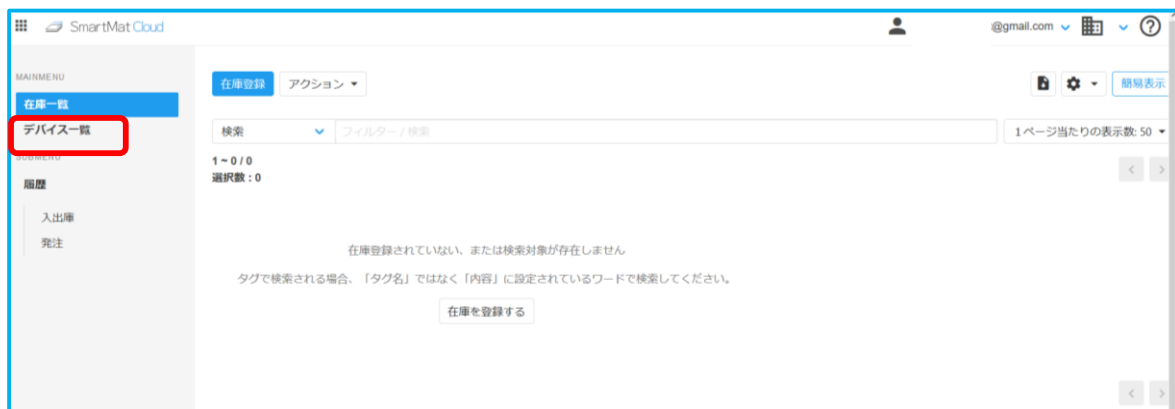 SmartMat Cloud
@gmail.com
MAINMENU
在庫一覧
デバイス一覧
SUBMENU
履歴
入出庫
発注
在庫登録 アクション
簡易表示
検索 フィルター / 検索 1ページ当たりの表示数: 50
1 ~ 0 / 0
選択数 : 0
在庫登録されていない、または検索対象が存在しません
タグで検索される場合、「タグ名」ではなく「内容」に設定されているワードで検索してください。
在庫を登録する